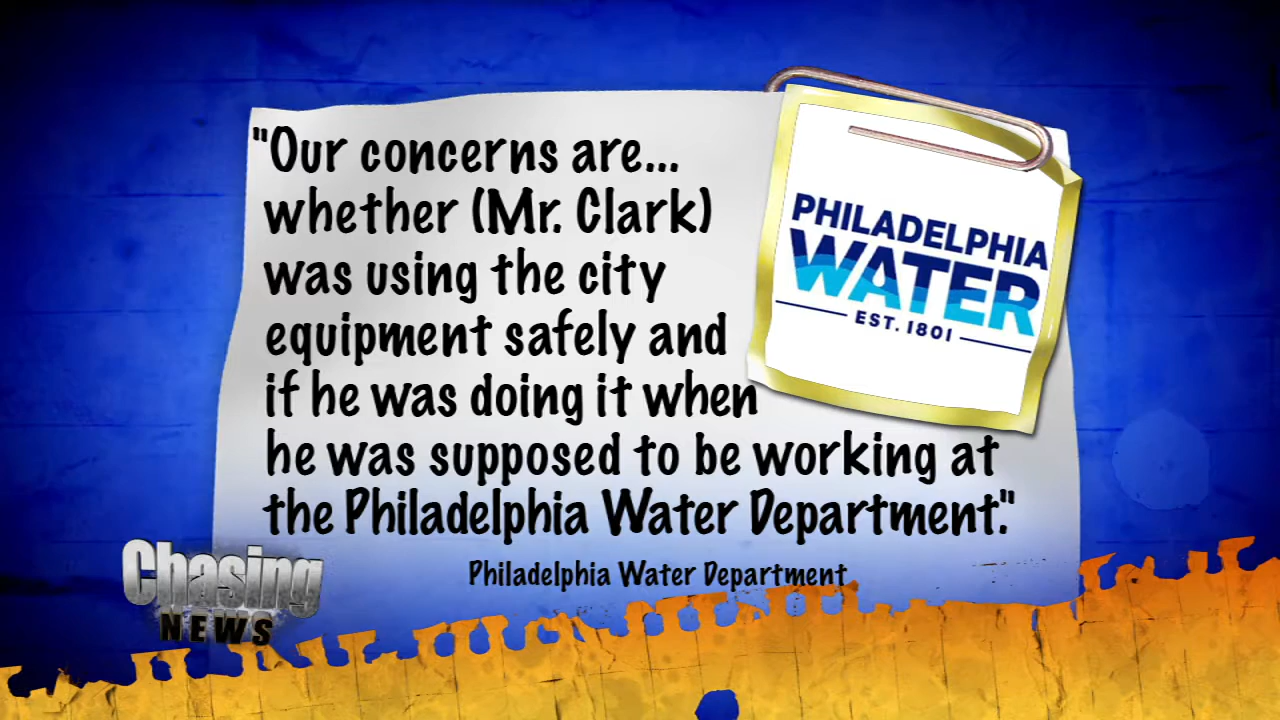 "Our concerns are...
whether (Mr. Clark)
was using the city
equipment safely and
if he was doing it when
he was supposed to be working at
the Philadelphia Water Department."
Philadelphia Water Department
PHILADELPHIA
WATER
EST. 1801
Chasing
NEWS